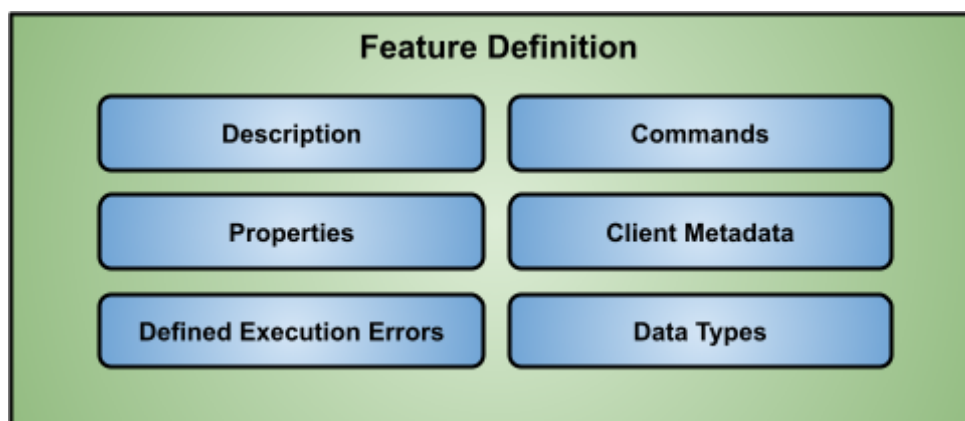 Feature Definition
Description
Commands
Properties
Client Metadata
Defined Execution Errors
Data Types